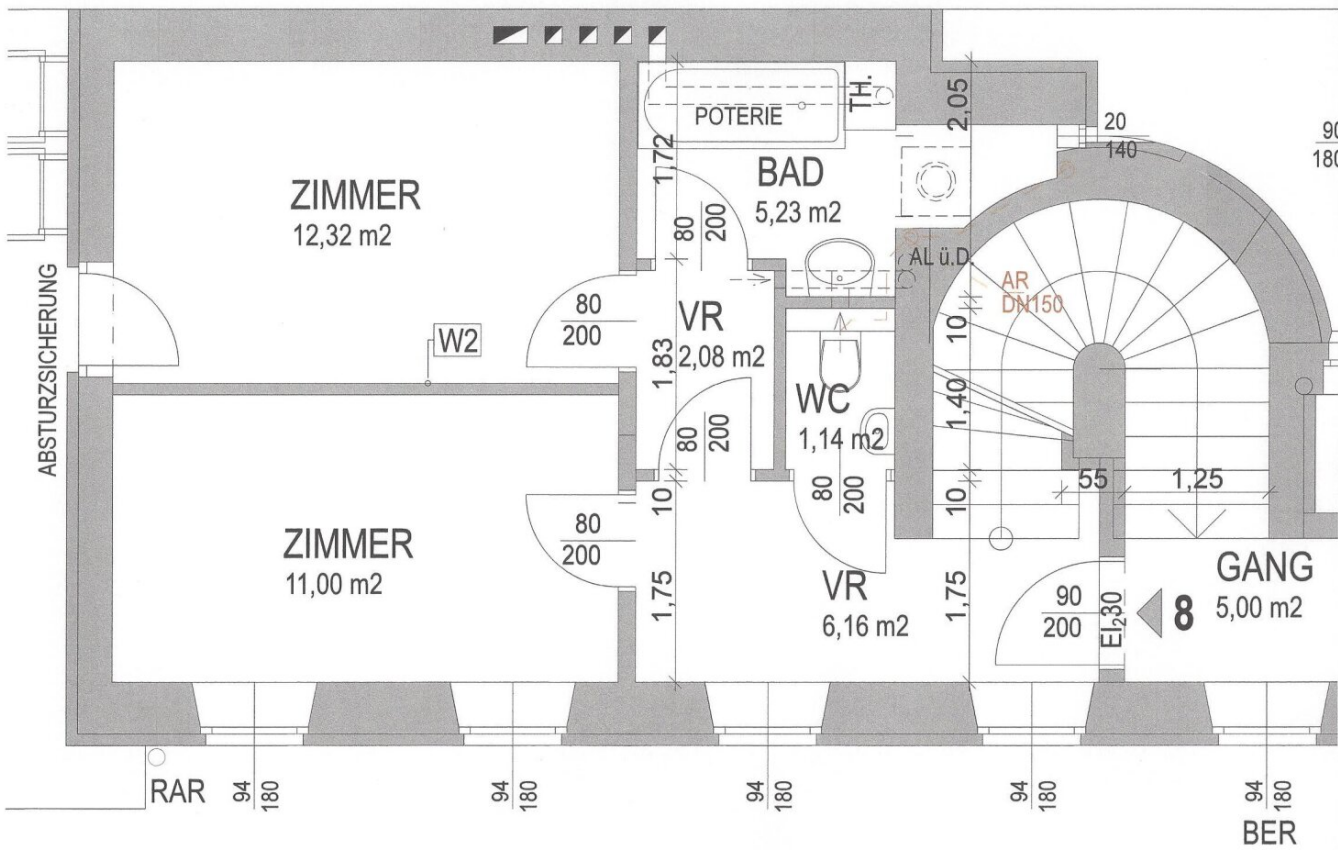 POTERIE
TH.
2,05
20
140
90
180
1,72
ZIMMER
12,32 m2
BAD
5,23 m2
80
200
AL ü.D.
AR
DN150
ABSTURZSICHERUNG
80
200
VR
2,08 m2
W2
1,83
10
WC
1,14 m2
1,40
80
200
80
200
55
1,25
10
10
ZIMMER
11,00 m2
80
200
VR
6,16 m2
1,75
1,75
90
200
EI₂30
8
GANG
5,00 m2
RAR
94
180
94
180
94
180
94
180
94
180
BER